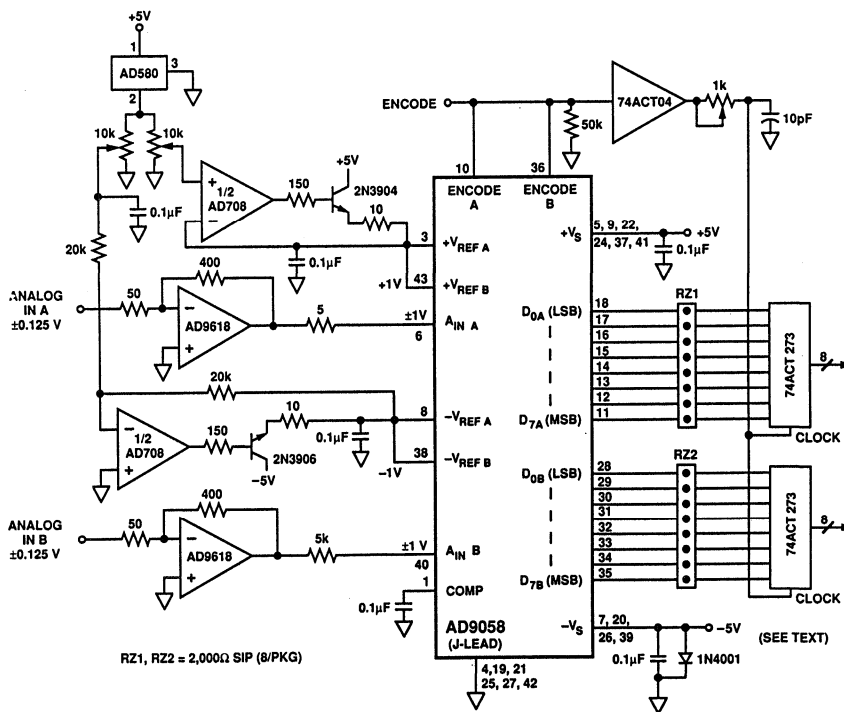 +5V
1
AD580
3
2
10k
10k
0.1µF
20k
+
1/2
AD708
–
150
+5V
2N3904
10
0.1µF
+1V
ENCODE
50k
74ACT04
1k
10pF
10
36
ENCODE
A
ENCODE
B
3
+VREF A
43
+VREF B
+VS
5, 9, 22,
24, 37, 41
+5V
0.1µF
ANALOG
IN A
±0.125 V
50
400
–
AD9618
+
5
±1V
6
AIN A
D0A (LSB)
18
17
16
15
14
13
12
11
D7A (MSB)
RZ1
74ACT 273
8
CLOCK
20k
–
1/2
AD708
+
150
10
2N3906
–5V
0.1µF
8
–VREF A
38
–VREF B
–1V
D0B (LSB)
28
29
30
31
32
33
34
35
D7B (MSB)
RZ2
74ACT 273
8
CLOCK
ANALOG
IN B
±0.125 V
50
400
–
AD9618
+
5k
±1 V
40
AIN B
1
COMP
0.1µF
AD9058
(J-LEAD)
–VS
7, 20,
26, 39
–5V
(SEE TEXT)
0.1µF
1N4001
4,19, 21
25, 27, 42
RZ1, RZ2 = 2,000Ω SIP (8/PKG)